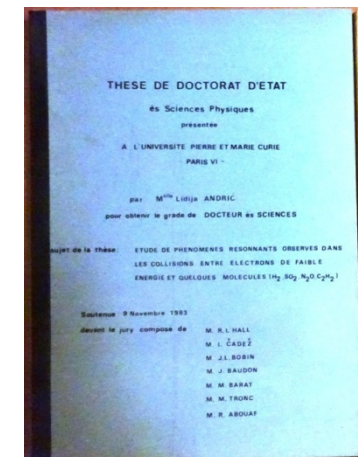 THESE DE DOCTORAT D'ETAT
ès Sciences Physiques
présentée
A L'UNIVERSITE PIERRE ET MARIE CURIE
- PARIS VI -
par Mlle Lidija ANDRIC
pour obtenir le grade de DOCTEUR ès SCIENCES
sujet de la thèse: ETUDE DE PHENOMENES RESONNANTS OBSERVES DANS
LES COLLISIONS ENTRE ELECTRONS DE FAIBLE
ENERGIE ET QUELQUES MOLECULES (H2, SO2, N2O, C2H2)
Soutenue 9 Novembre 1983
devant le jury composé de
M. R.I. HALL
M. I. ČADEŽ
M. J.L. BOBIN
M. J. BAUDON
M. M. BARAT
M. M. TRONC
M. R. ABOUAF